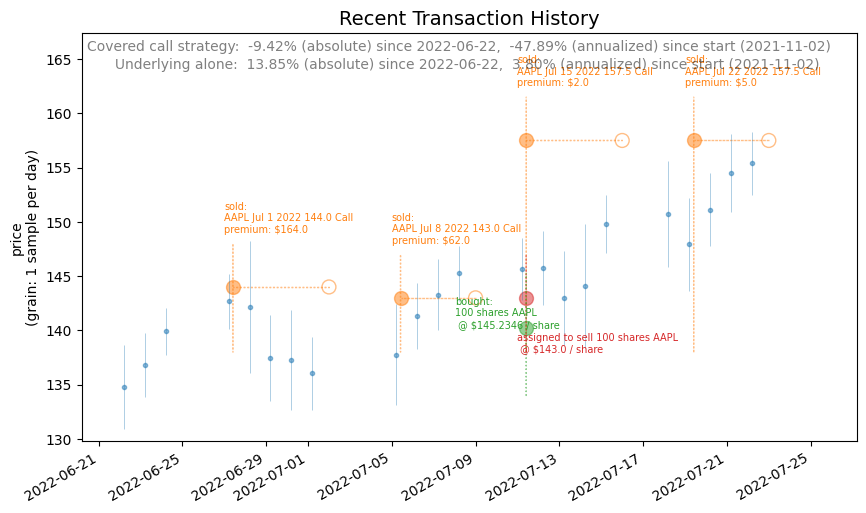 Recent Transaction History
Covered call strategy:  -9.42% (absolute) since 2022-06-22,  -47.89% (annualized) since start (2021-11-02)
Underlying alone:  13.85% (absolute) since 2022-06-22,  3.80% (annualized) since start (2021-11-02)
sold:
AAPL Jul 15 2022 157.5 Call
premium: $2.0
sold:
AAPL Jul 22 2022 157.5 Call
premium: $5.0
sold:
AAPL Jul 1 2022 144.0 Call
premium: $164.0
sold:
AAPL Jul 8 2022 143.0 Call
premium: $62.0
bought:
100 shares AAPL
@ $145.2346 / share
assigned to sell 100 shares AAPL
@ $143.0 / share
price
(grain: 1 sample per day)
165
160
155
150
145
140
135
130
2022-06-21
2022-06-25
2022-06-29
2022-07-01
2022-07-05
2022-07-09
2022-07-13
2022-07-17
2022-07-21
2022-07-25